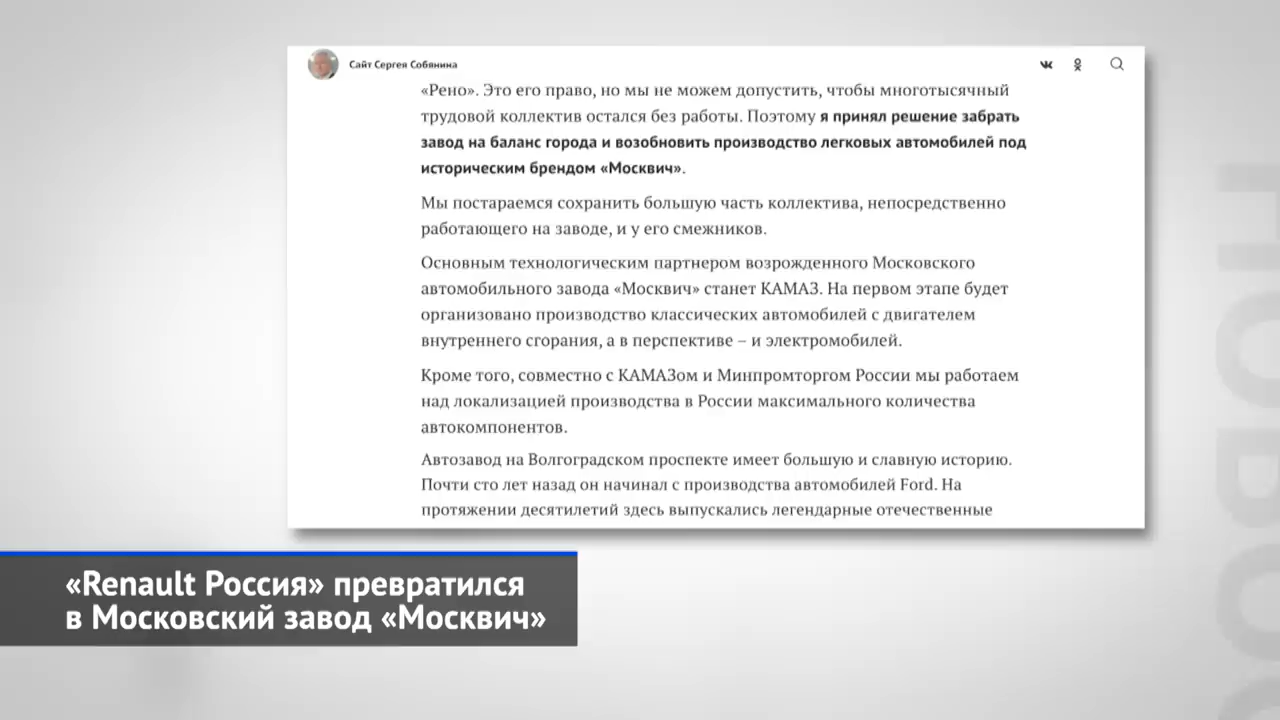 Сайт Сергея Собянина
«Рено». Это его право, но мы не можем допустить, чтобы многотысячный
трудовой коллектив остался без работы. Поэтому я принял решение забрать
завод на баланс города и возобновить производство легковых автомобилей под
историческим брендом «Москвич».
Мы постараемся сохранить большую часть коллектива, непосредственно
работающего на заводе, и у его смежников.
Основным технологическим партнером возрожденного Московского
автомобильного завода «Москвич» станет КАМАЗ. На первом этапе будет
организовано производство классических автомобилей с двигателем
внутреннего сгорания, а в перспективе – и электромобилей.
Кроме того, совместно с КАМАЗом и Минпромторгом России мы работаем
над локализацией производства в России максимального количества
автокомпонентов.
Автозавод на Волгоградском проспекте имеет большую и славную историю.
Почти сто лет назад он начинал с производства автомобилей Ford. На
протяжении десятилетий здесь выпускались легендарные отечественные
«Renault Россия» превратился
в Московский завод «Москвич»